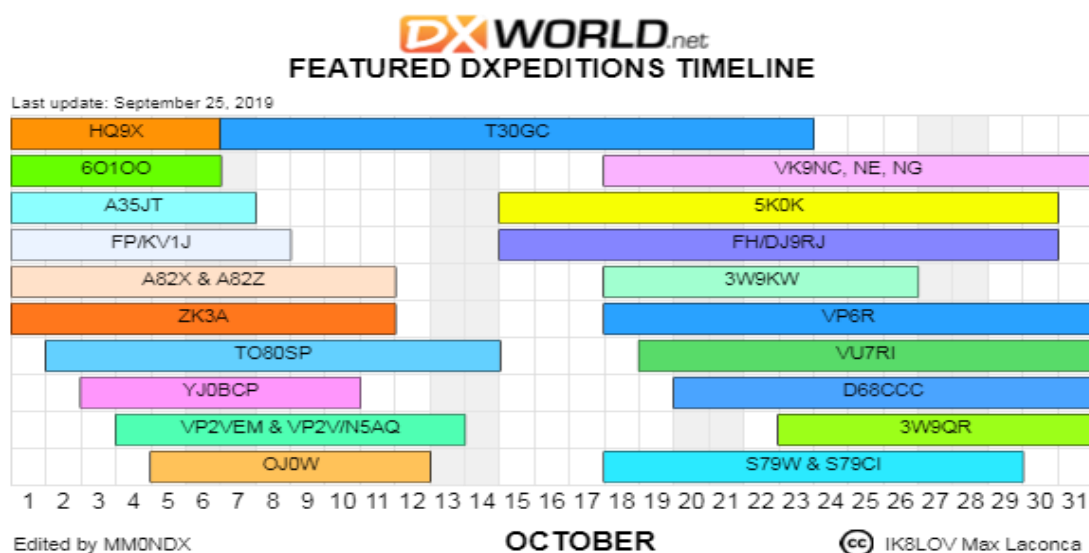 DX WORLD.net
FEATURED DXPEDITIONS TIMELINE
Last update: September 25, 2019
HQ9X T30GC
6O1OO VK9NC, NE, NG
A35JT 5K0K
FP/KV1J FH/DJ9RJ
A82X & A82Z 3W9KW
ZK3A VP6R
TO80SP VU7RI
YJ0BCP D68CCC
VP2VEM & VP2V/N5AQ 3W9QR
OJ0W S79W & S79CI
1 2 3 4 5 6 7 8 9 10 11 12 13 14 15 16 17 18 19 20 21 22 23 24 25 26 27 28 29 30 31
Edited by MM0NDX OCTOBER cc IK8LOV Max Laconca